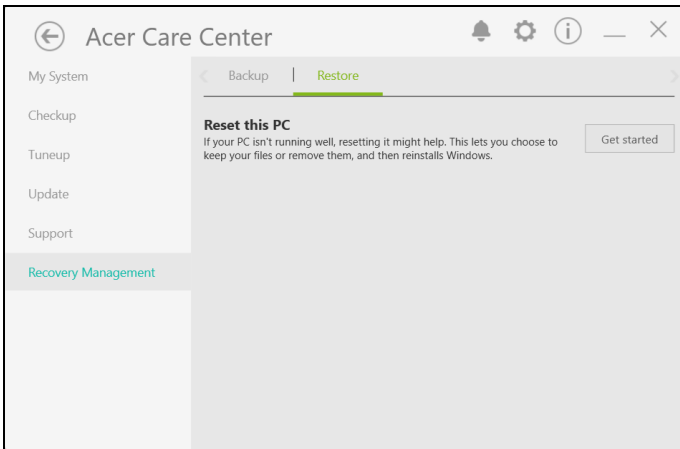 Acer Care Center
My System
Checkup
Tuneup
Update
Support
Recovery Management
Backup | Restore
Reset this PC
If your PC isn't running well, resetting it might help. This lets you choose to
keep your files or remove them, and then reinstalls Windows.
Get started